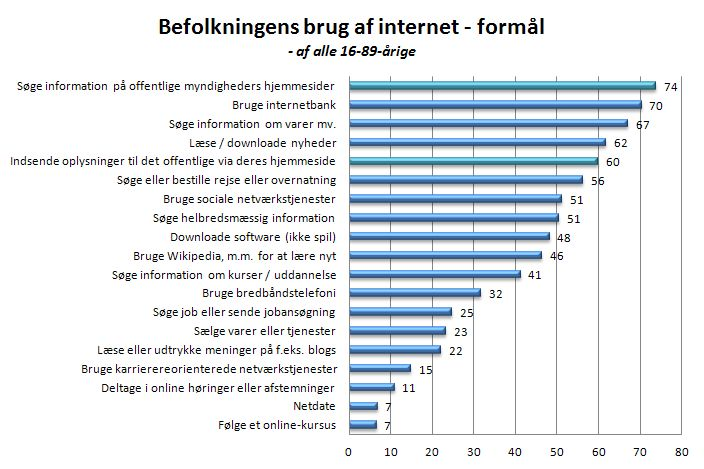 Befolkningens brug af internet - formål
- af alle 16-89-årige
Søge information på offentlige myndigheders hjemmesider 74
Bruge internetbank 70
Søge information om varer mv. 67
Læse / downloade nyheder 62
Indsende oplysninger til det offentlige via deres hjemmeside 60
Søge eller bestille rejse eller overnatning 56
Bruge sociale netværkstjenester 51
Søge helbredsmæssig information 51
Downloade software (ikke spil) 48
Bruge Wikipedia, m.m. for at lære nyt 46
Søge information om kurser / uddannelse 41
Bruge bredbåndstelefoni 32
Søge job eller sende jobansøgning 25
Sælge varer eller tjenester 23
Læse eller udtrykke meninger på f.eks. blogs 22
Bruge karrierereorienterede netværkstjenester 15
Deltage i online høringer eller afstemninger 11
Netdate 7
Følge et online-kursus 7
0 10 20 30 40 50 60 70 80